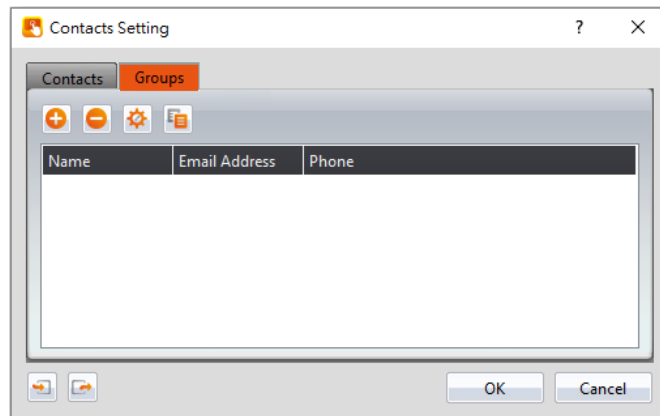 Contacts Setting
Contacts Groups
Name Email Address Phone
OK Cancel